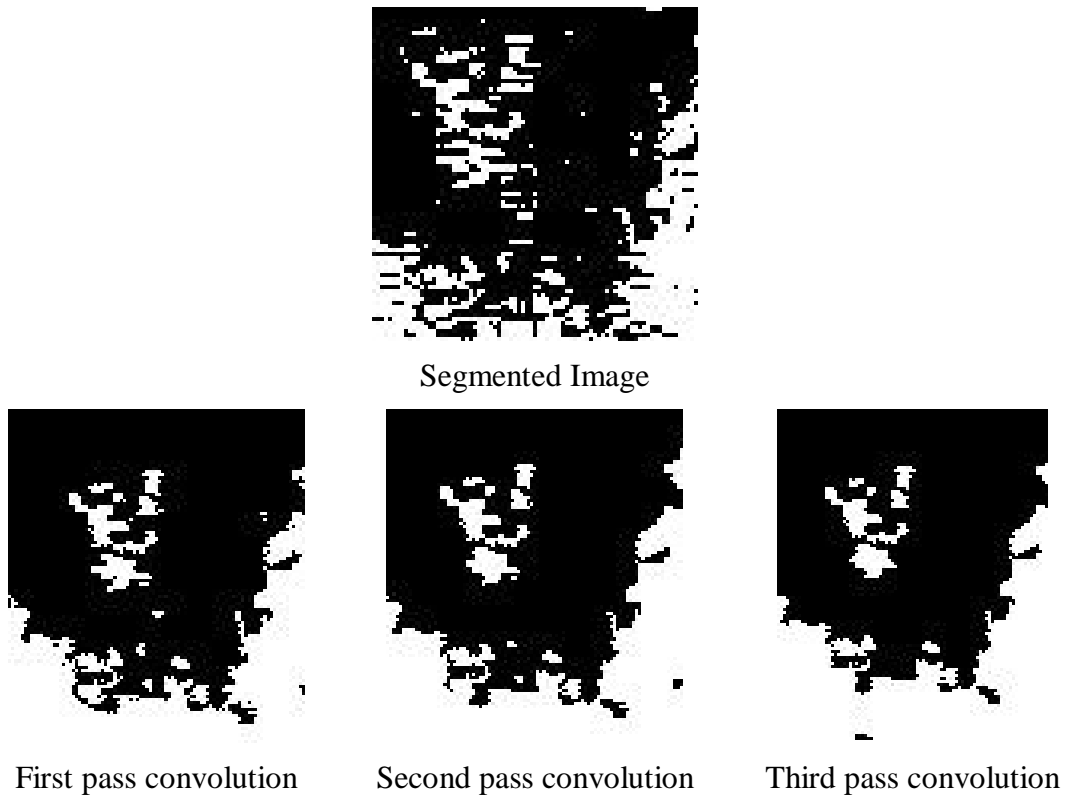 Segmented Image
First pass convolution
Second pass convolution
Third pass convolution